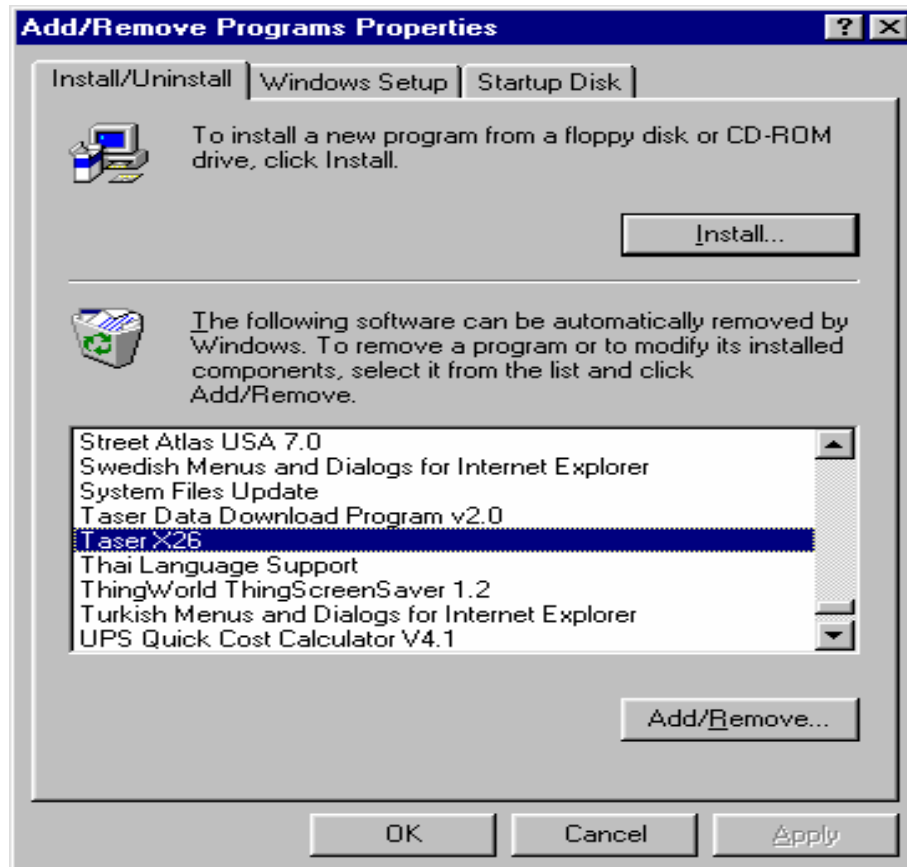 Add/Remove Programs Properties
Install/Uninstall Windows Setup Startup Disk
To install a new program from a floppy disk or CD-ROM
drive, click Install.
Install...
The following software can be automatically removed by
Windows. To remove a program or to modify its installed
components, select it from the list and click
Add/Remove.
Street Atlas USA 7.0
Swedish Menus and Dialogs for Internet Explorer
System Files Update
Taser Data Download Program v2.0
Taser X26
Thai Language Support
ThingWorld ThingScreenSaver 1.2
Turkish Menus and Dialogs for Internet Explorer
UPS Quick Cost Calculator V4.1
Add/Remove...
OK Cancel Apply